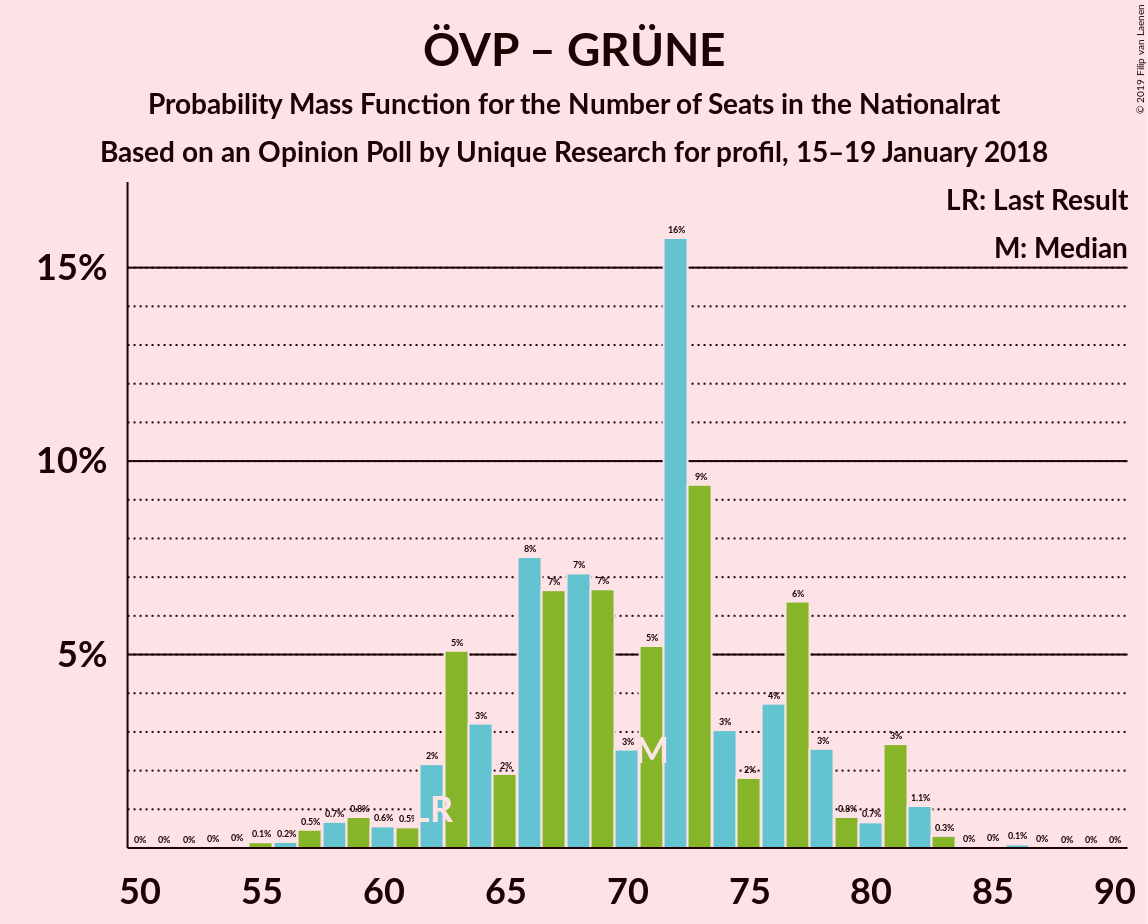 ÖVP – GRÜNE
Probability Mass Function for the Number of Seats in the Nationalrat
Based on an Opinion Poll by Unique Research for profil, 15–19 January 2018
© 2019 Filip van Laenen
LR: Last Result
M: Median
15%
10%
5%
0% 0% 0% 0% 0% 0.1% 0.2% 0.5% 0.7% 0.8% 0.6% 0.5% 2% 5% 3% 2% 8% 7% 7% 7% 3% 5% 16% 9% 3% 2% 4% 6% 3% 0.8% 0.7% 3% 1.1% 0.3% 0% 0% 0.1% 0% 0% 0% 0%
LR
M
50 55 60 65 70 75 80 85 90